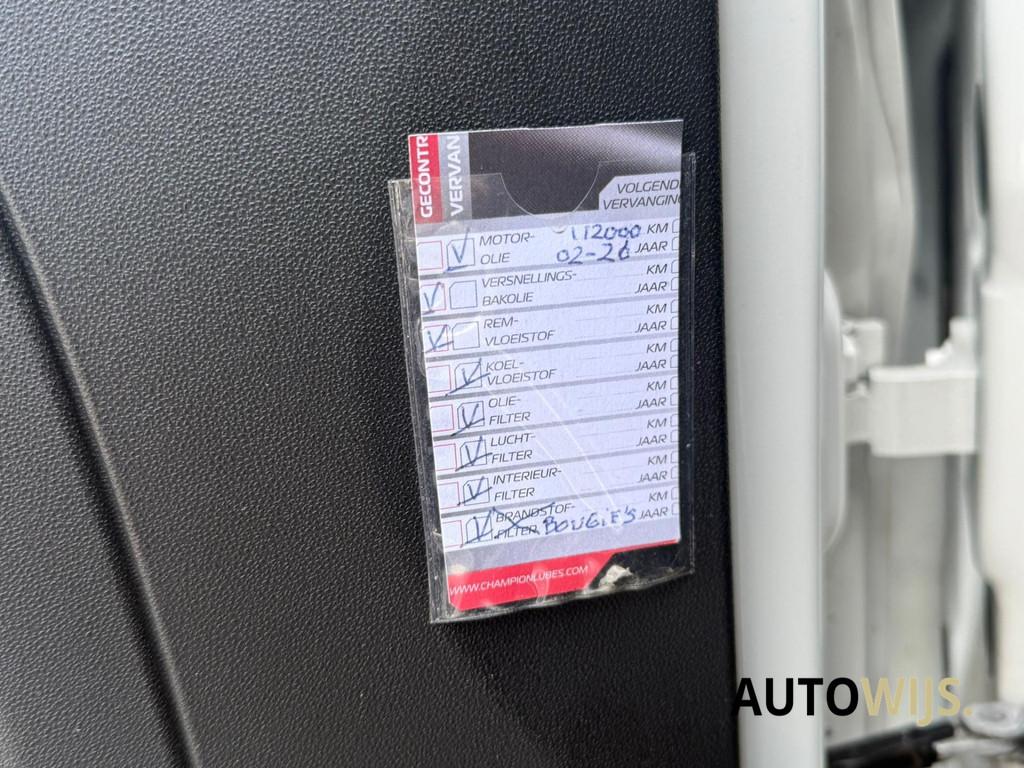 GECONTR
VERVAN
VOLGEND
VERVANGIN
MOTOR-
OLIE
112000 KM
02-26 JAAR
VERSNELLINGS-
BAKOLIE
KM
JAAR
REM-
VLOEISTOF
KM
JAAR
KOEL-
VLOEISTOF
KM
JAAR
OLIE-
FILTER
KM
JAAR
LUCHT-
FILTER
KM
JAAR
INTERIEUR-
FILTER
KM
JAAR
BRANDSTOF-
FILTER
BOUGIE'S
KM
JAAR
WWW.CHAMPIONLUBES.COM
AUTOWIJS.